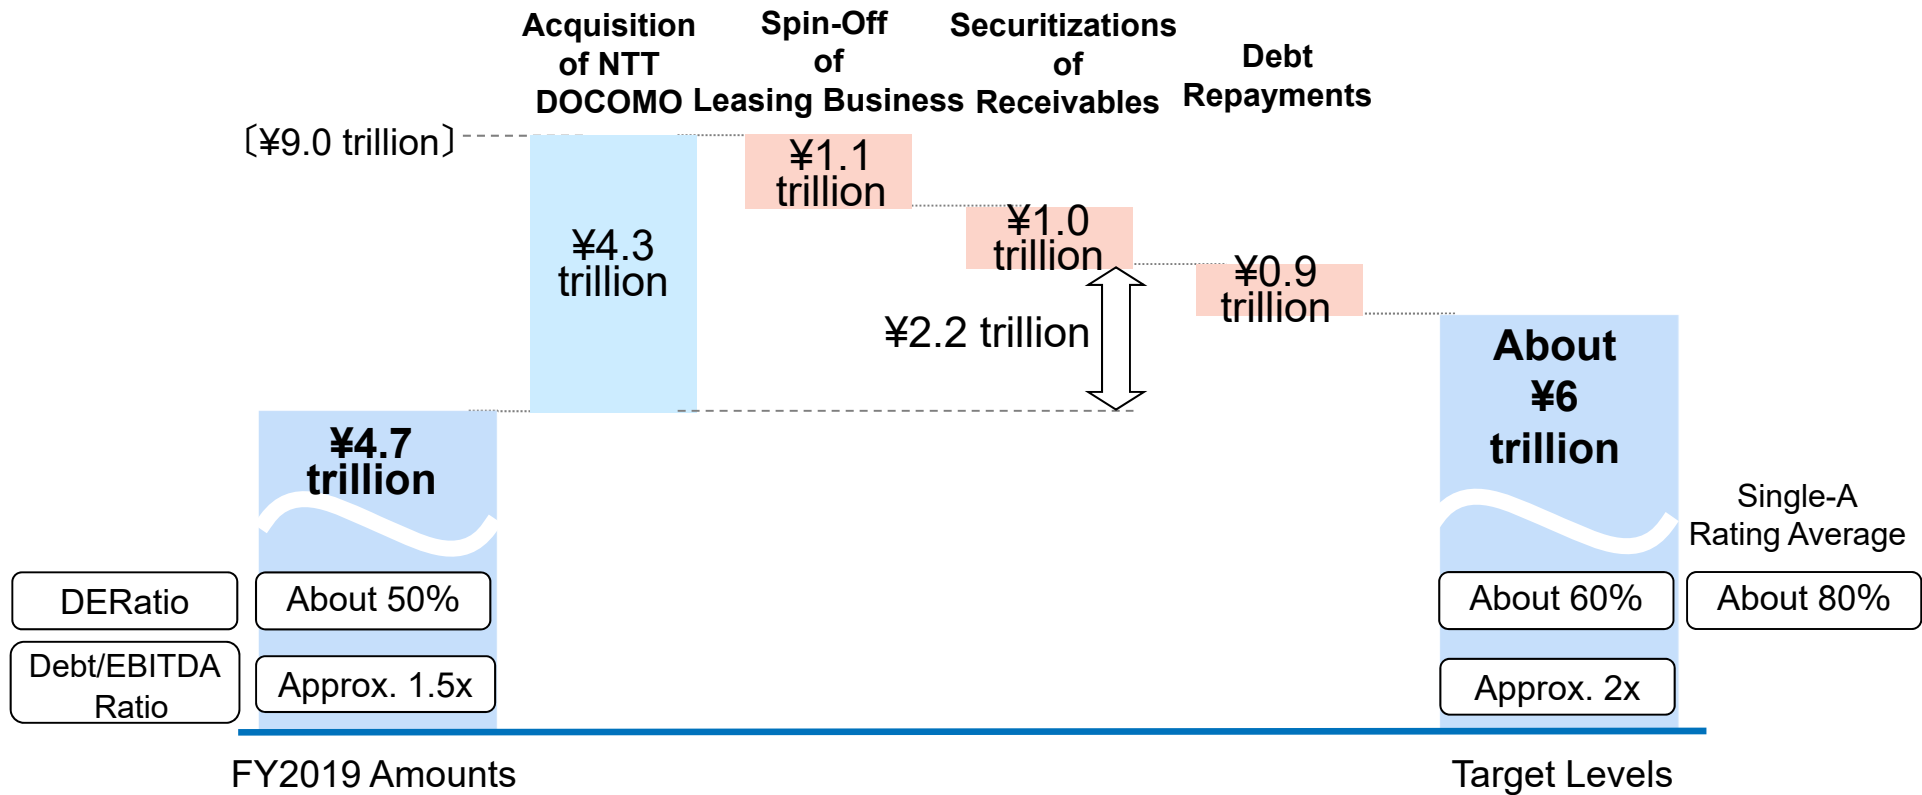 Acquisition
of NTT
DOCOMO
Spin-Off
of
Leasing Business
Securitizations
of
Receivables
Debt
Repayments
〔¥9.0 trillion〕
¥4.3
trillion
¥1.1
trillion
¥1.0
trillion
¥0.9
trillion
¥2.2 trillion
¥4.7
trillion
About
¥6
trillion
Single-A
Rating Average
DERatio
About 50%
About 60%
About 80%
Debt/EBITDA
Ratio
Approx. 1.5x
Approx. 2x
FY2019 Amounts
Target Levels